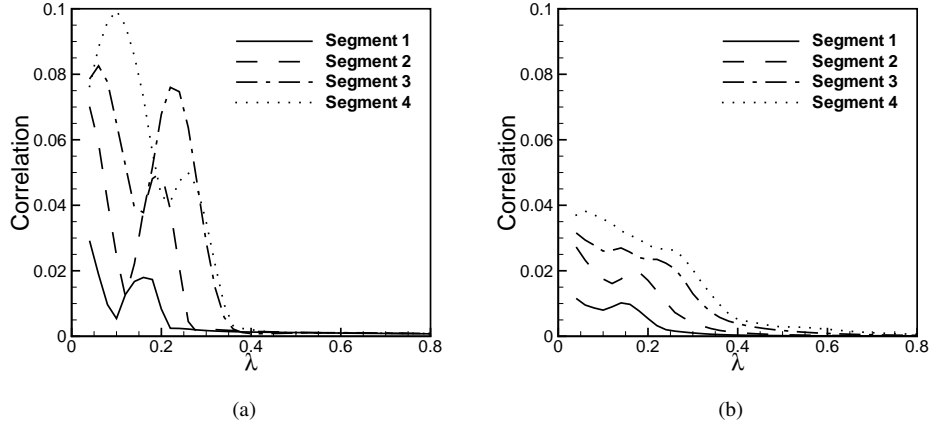 0.1
0.08
0.06
0.04
0.02
0
Correlation
0 0.2 0.4 0.6 0.8
λ
Segment 1
Segment 2
Segment 3
Segment 4
(a)
0.1
0.08
0.06
0.04
0.02
0
Correlation
0 0.2 0.4 0.6 0.8
λ
Segment 1
Segment 2
Segment 3
Segment 4
(b)